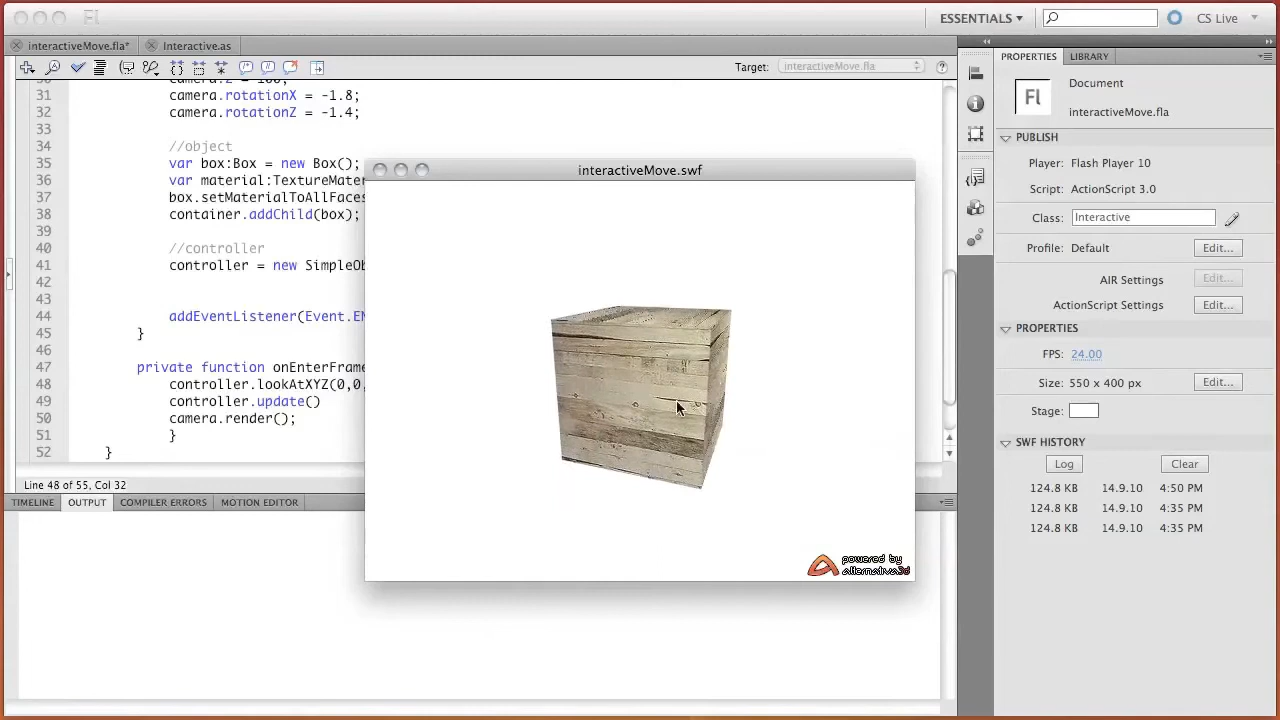 Fl
ESSENTIALS
CS Live
interactiveMove.fla*
Interactive.as
Target:
interactiveMove.fla
31 camera.rotationX = -1.8;
32 camera.rotationZ = -1.4;
33
34 //object
35 var box:Box = new Box();
36 var material:TextureMater
37 box.setMaterialToAllFaces
38 container.addChild(box);
39
40 //controller
41 controller = new SimpleOb
42
43
44 addEventListener(Event.EN
45 }
46
47 private function onEnterFrame
48 controller.lookAtXYZ(0,0,
49 controller.update()
50 camera.render();
51 }
52 }
Line 48 of 55, Col 32
TIMELINE
OUTPUT
COMPILER ERRORS
MOTION EDITOR
interactiveMove.swf
powered by
alternativa3d
PROPERTIES
LIBRARY
Fl
Document
interactiveMove.fla
PUBLISH
Player: Flash Player 10
Script: ActionScript 3.0
Class: Interactive
Profile: Default Edit...
AIR Settings Edit...
ActionScript Settings Edit...
PROPERTIES
FPS: 24.00
Size: 550 x 400 px Edit...
Stage:
SWF HISTORY
Log Clear
124.8 KB 14.9.10 4:50 PM
124.8 KB 14.9.10 4:35 PM
124.8 KB 14.9.10 4:35 PM